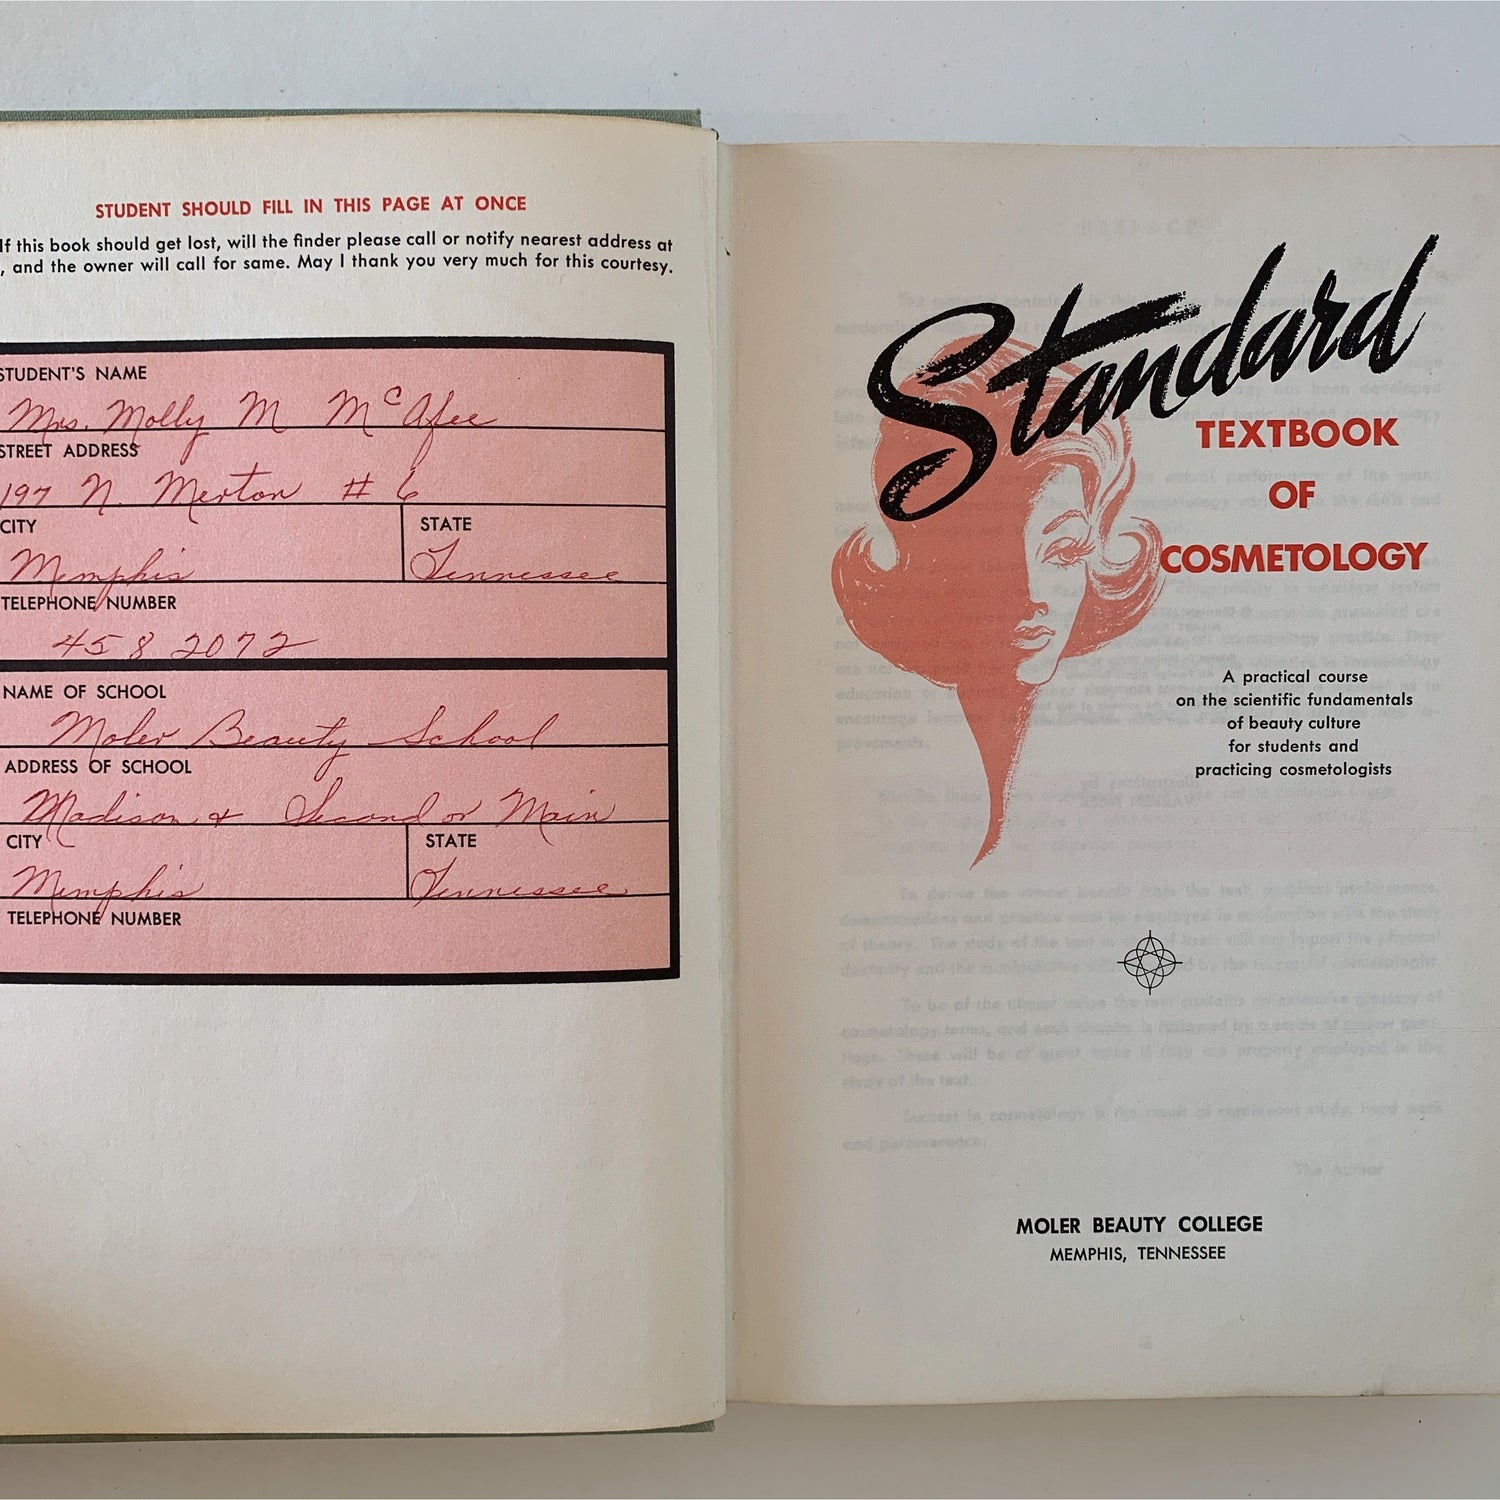 STUDENT SHOULD FILL IN THIS PAGE AT ONCE
If this book should get lost, will the finder please call or notify nearest address at
, and the owner will call for same. May I thank you very much for this courtesy.
STUDENT'S NAME
Mrs. Molly M McAfee
STREET ADDRESS
197 N. Merton # 6
CITY STATE
Memphis Tennessee
TELEPHONE NUMBER
458 2072
NAME OF SCHOOL
Moler Beauty School
ADDRESS OF SCHOOL
Madison & Second or Main
CITY STATE
Memphis Tennessee
TELEPHONE NUMBER
Standard
TEXTBOOK
OF
COSMETOLOGY
A practical course
on the scientific fundamentals
of beauty culture
for students and
practicing cosmetologists
MOLER BEAUTY COLLEGE
MEMPHIS, TENNESSEE